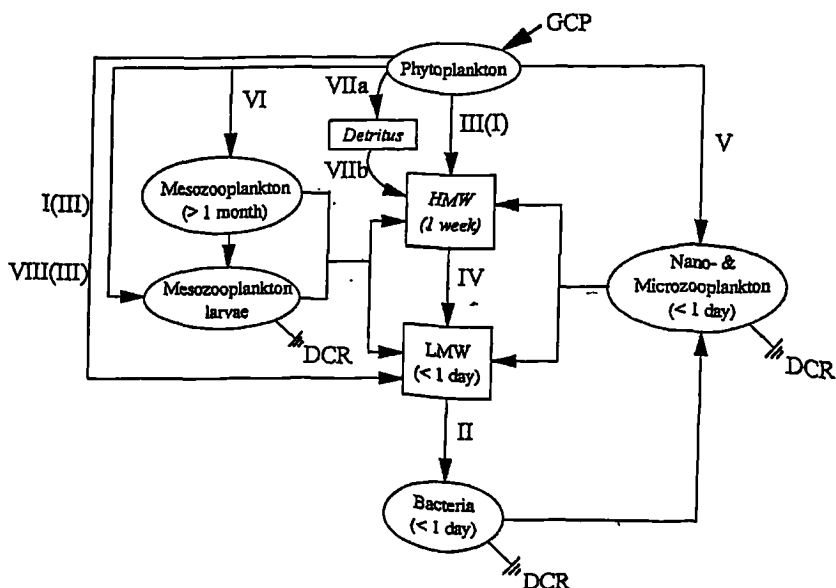 GCP
Phytoplankton
VIIa
VI
III(I)
Detritus
V
VIIb
Mesozooplankton
(> 1 month)
HMW
(1 week)
I(III)
VIII(III)
IV
Nano- &
Microzooplankton
(< 1 day)
Mesozooplankton
larvae
DCR
LMW
(< 1 day)
DCR
II
Bacteria
(< 1 day)
DCR